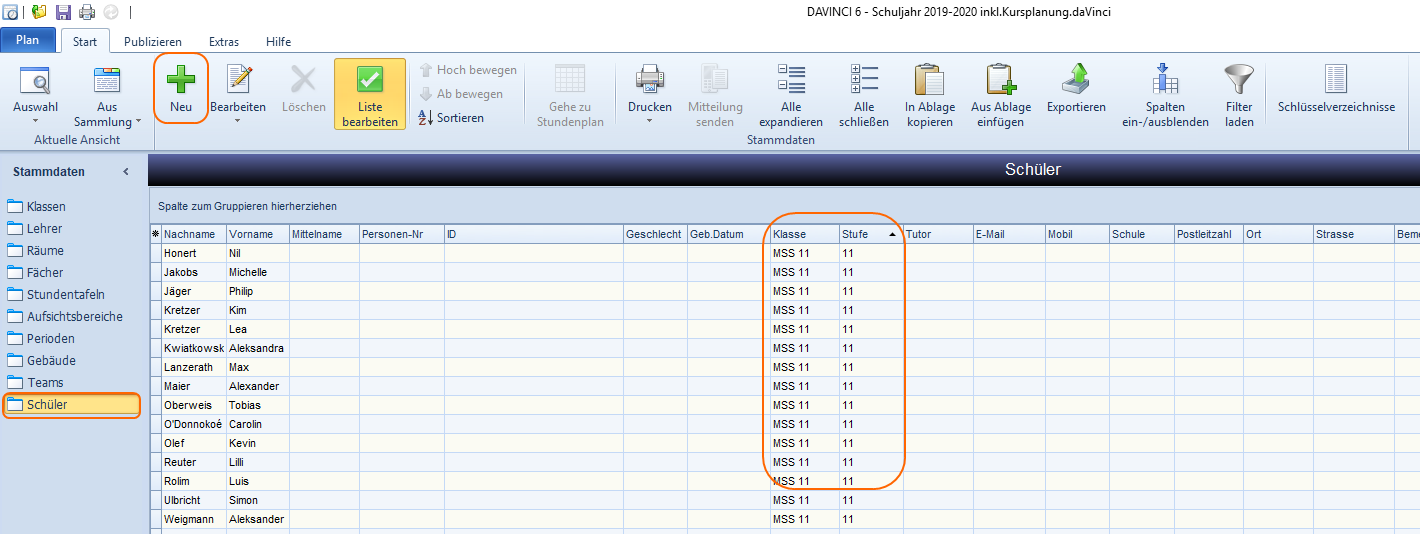 DAVINCI 6 - Schuljahr 2019-2020 inkl.Kursplanung.daVinci
Plan Start Publizieren Extras Hilfe
Auswahl
Aus Sammlung
Aktuelle Ansicht
Neu
Bearbeiten
Löschen
Liste bearbeiten
Hoch bewegen
Ab bewegen
Sortieren
Gehe zu Stundenplan
Drucken
Mitteilung senden
Alle expandieren
Alle schließen
In Ablage kopieren
Aus Ablage einfügen
Exportieren
Spalten ein-/ausblenden
Filter laden
Schlüsselverzeichnisse
Stammdaten
Stammdaten
Klassen
Lehrer
Räume
Fächer
Stundentafeln
Aufsichtsbereiche
Perioden
Gebäude
Teams
Schüler
Schüler
Spalte zum Gruppieren hierherziehen
Nachname Vorname Mittelname Personen-Nr ID Geschlecht Geb.Datum Klasse Stufe Tutor E-Mail Mobil Schule Postleitzahl Ort Strasse Beme
Honert Nil MSS 11 11
Jakobs Michelle MSS 11 11
Jäger Philip MSS 11 11
Kretzer Kim MSS 11 11
Kretzer Lea MSS 11 11
Kwiatkowsk Aleksandra MSS 11 11
Lanzerath Max MSS 11 11
Maier Alexander MSS 11 11
Oberweis Tobias MSS 11 11
O'Donnokoé Carolin MSS 11 11
Olef Kevin MSS 11 11
Reuter Lilli MSS 11 11
Rolim Luis MSS 11 11
Ulbricht Simon MSS 11 11
Weigmann Aleksander MSS 11 11